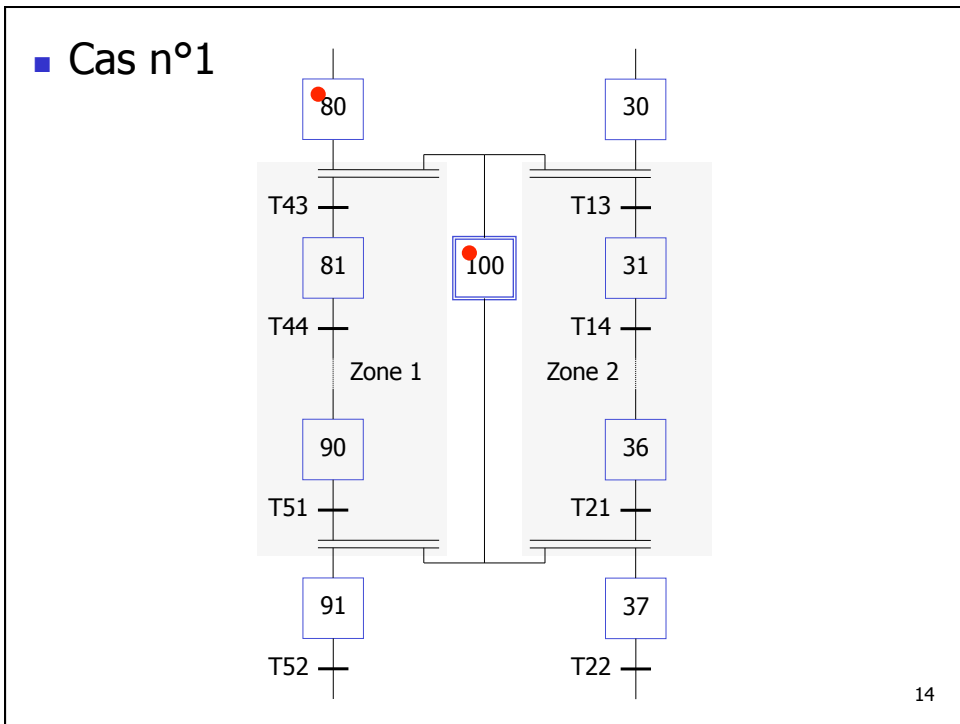 Cas n°1
80 30
T43 T13
81 100 31
T44 T14
Zone 1 Zone 2
90 36
T51 T21
91 37
T52 T22
14